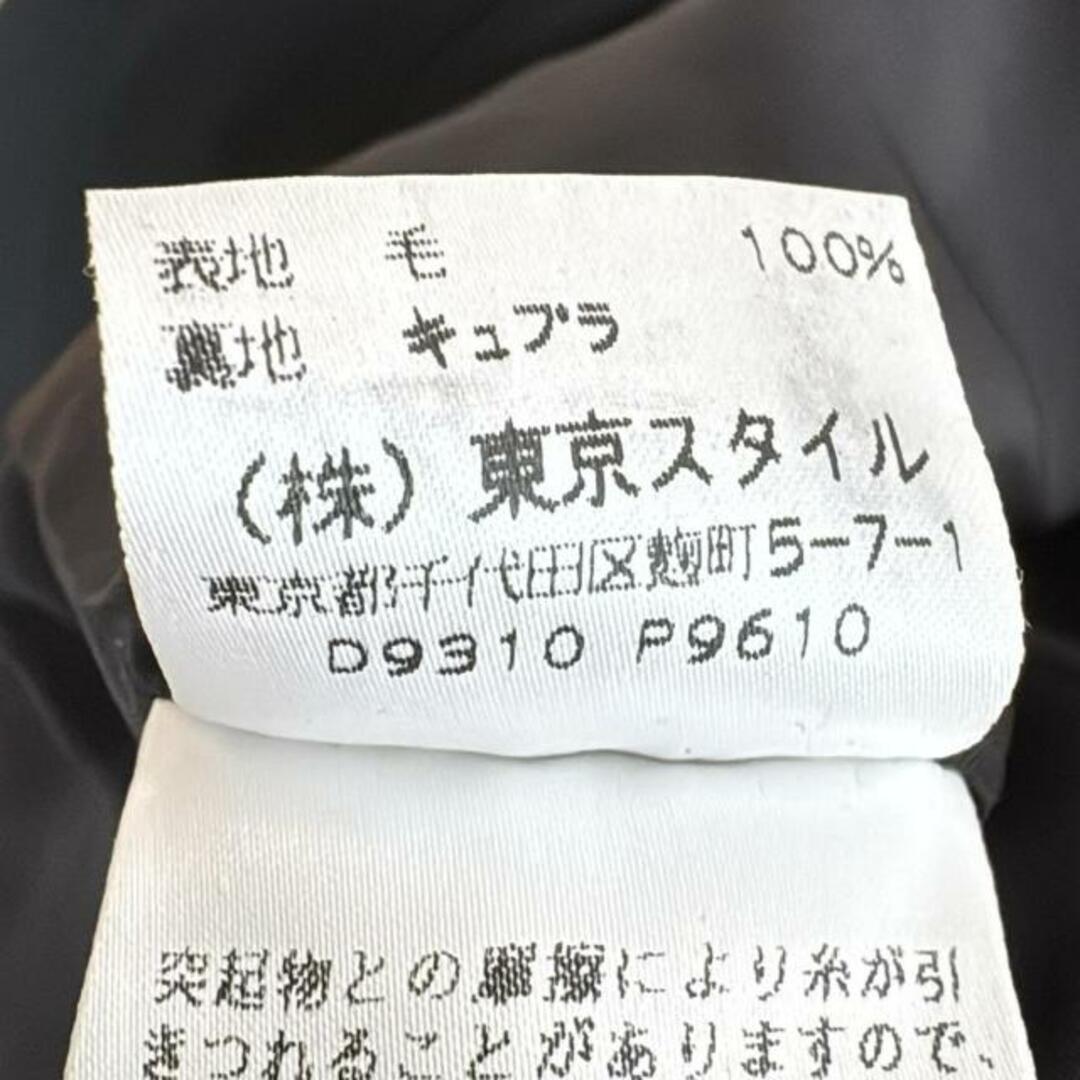 表地 毛 100%
裏地 キュプラ
(株) 東京スタイル
東京都千代田区麹町5-7-1
D9310 P9610
突起物との摩擦により糸が引
きつれることがありますので、